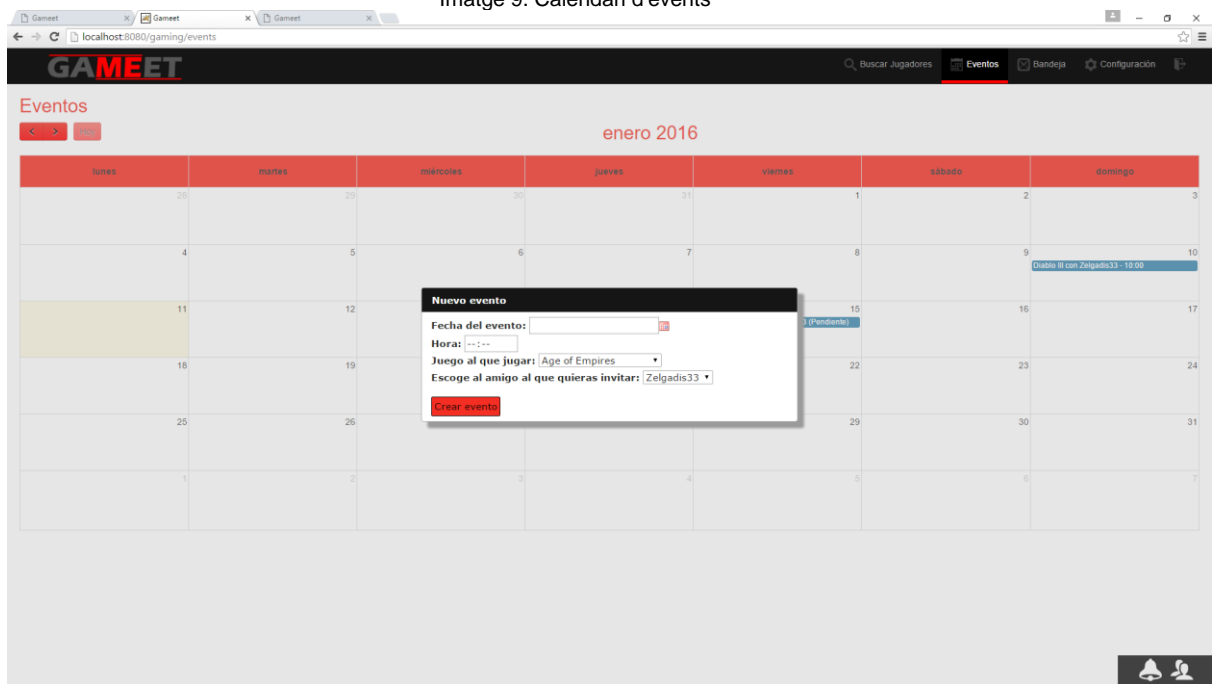 Imatge 9. Calendari d'events
Gameet
Gameet
Gameet
localhost:8080/gaming/events
GAMEET
Buscar Jugadores
Eventos
Bandeja
Configuración
Eventos
< >
Hoy
enero 2016
lunes martes miércoles jueves viernes sábado domingo
28 29 30 31 1 2 3
4 5 6 7 8 9 10
Diablo III con Zelgadis33 - 10:00
11 12 15 16 17
(Pendiente)
18 19 22 23 24
25 26 29 30 31
1 2 3 4 5 6 7
Nuevo evento
Fecha del evento:
Hora: --:--
Juego al que jugar: Age of Empires
Escoge al amigo al que quieras invitar: Zelgadis33
Crear evento